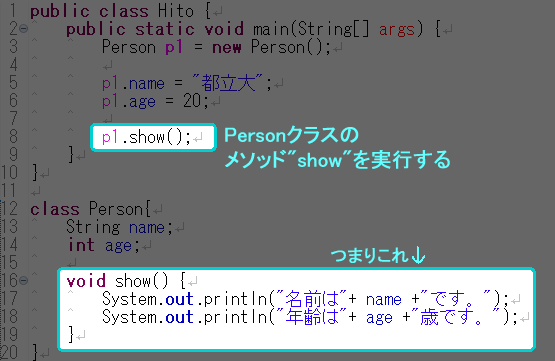 1 public class Hito {
2 public static void main(String[] args) {
3 Person p1 = new Person();
4
5 p1.name = "都立大";
6 p1.age = 20;
7
8 p1.show();
Personクラスの
メソッド"show"を実行する
9 }
10 }
11
12 class Person{
13 String name;
14 int age;
15
つまりこれ↓
16 void show() {
17 System.out.println("名前は"+ name +"です。");
18 System.out.println("年齢は"+ age +"歳です。");
19 }
20 }